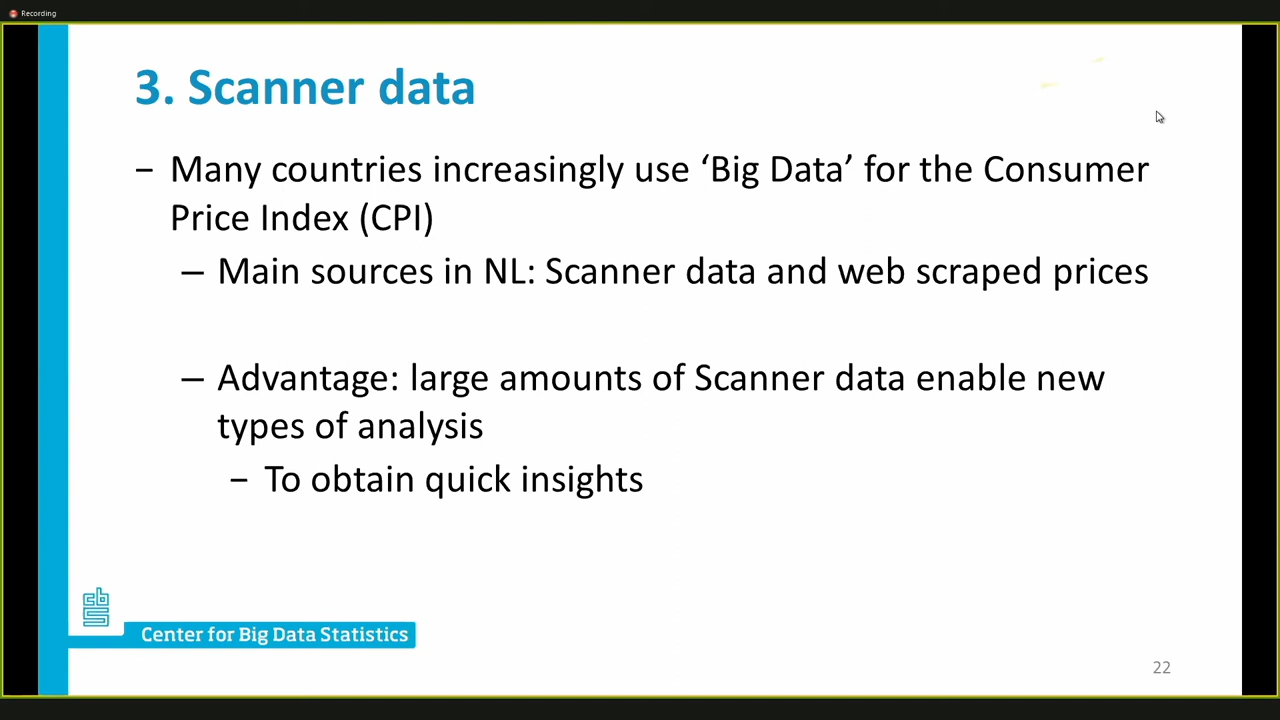 Recording
3. Scanner data
− Many countries increasingly use ‘Big Data’ for the Consumer
Price Index (CPI)
– Main sources in NL: Scanner data and web scraped prices
– Advantage: large amounts of Scanner data enable new
types of analysis
− To obtain quick insights
cbs
Center for Big Data Statistics
22